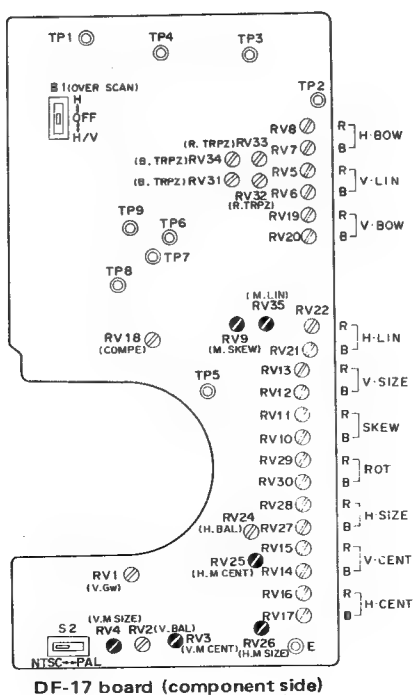 TP1
TP4
TP3
S1 (OVER SCAN)
H
OFF
H/V
TP2
RV8 R
H·BOW
RV7 B
(R. TRPZ) RV33
(B. TRPZ) RV34
RV5 R
V·LIN
(B. TRPZ) RV31
RV6 B
RV32
(R.TRPZ)
RV19 R
V·BOW
RV20 B
TP9
TP6
TP7
TP8
(M.LIN)
RV35
RV22 R
H·LIN
RV9
(M. SKEW)
RV18
(COMPE)
RV21 B
RV13 R
V·SIZE
TP5
RV12 B
RV11 R
SKEW
RV10 B
RV29 R
ROT
RV30 B
RV28 R
H·SIZE
RV24
(H.BAL)
RV27 B
RV15 R
V·CENT
RV25
(H.M CENT)
RV14 B
RV1
(V.Gw)
RV16 R
H·CENT
RV17 B
(V.M SIZE)
S2
RV4
RV2 (V.BAL)
RV3
(V.M CENT)
RV26
(H.M SIZE)
E
NTSC↔PAL
DF-17 board (component side)